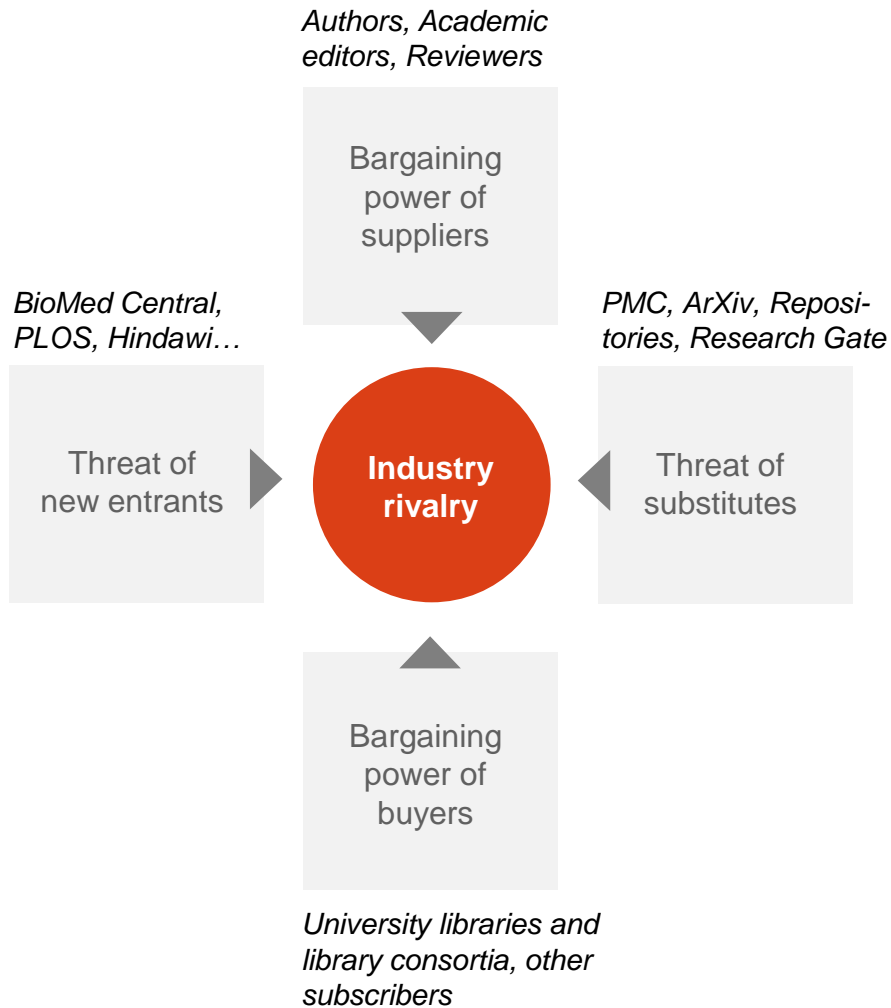 Authors, Academic
editors, Reviewers
Bargaining
power of
suppliers
BioMed Central,
PLOS, Hindawi…
PMC, ArXiv, Reposi-
tories, Research Gate
Threat of
new entrants
Industry
rivalry
Threat of
substitutes
Bargaining
power of
buyers
University libraries and
library consortia, other
subscribers